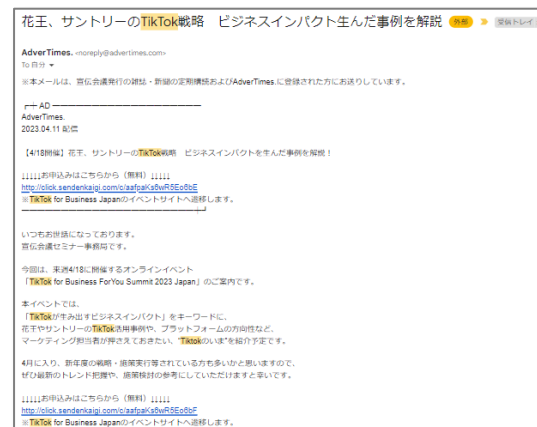 花王、サントリーのTikTok戦略　ビジネスインパクト生んだ事例を解説 外部 受信トレイ
AdverTimes. <noreply@advertimes.com>
To 自分
※本メールは、宣伝会議発行の雑誌・新聞の定期購読およびAdverTimes.に登録された方にお送りしています。
┏╋ AD ━━━━━━━━━━━━━━━━━━━
AdverTimes.
2023.04.11 配信
【4/18開催】花王、サントリーのTikTok戦略　ビジネスインパクトを生んだ事例を解説！
↓↓↓↓↓お申込みはこちらから（無料）↓↓↓↓↓
http://click.sendenkaigi.com/c/aafpaKs6wR5Eo6bE
※TikTok for Business Japanのイベントサイトへ遷移します。
━━━━━━━━━━━━━━━━━━━━━━╋┛
いつもお世話になっております。
宣伝会議セミナー事務局です。
今回は、来週4/18に開催するオンラインイベント
「TikTok for Business ForYou Summit 2023 Japan」のご案内です。
本イベントでは、
「TikTokが生み出すビジネスインパクト」をキーワードに、
花王やサントリーのTikTok活用事例や、プラットフォームの方向性など、
マーケティング担当者が押さえておきたい、"Tiktokのいま"を紹介予定です。
4月に入り、新年度の戦略・施策実行等されている方も多いかと思いますので、
ぜひ最新のトレンド把握や、施策検討の参考にしていただけますと幸いです。
↓↓↓↓↓お申込みはこちらから（無料）↓↓↓↓↓
http://click.sendenkaigi.com/c/aafpaKs6wR5Eo6bF
※TikTok for Business Japanのイベントサイトへ遷移します。